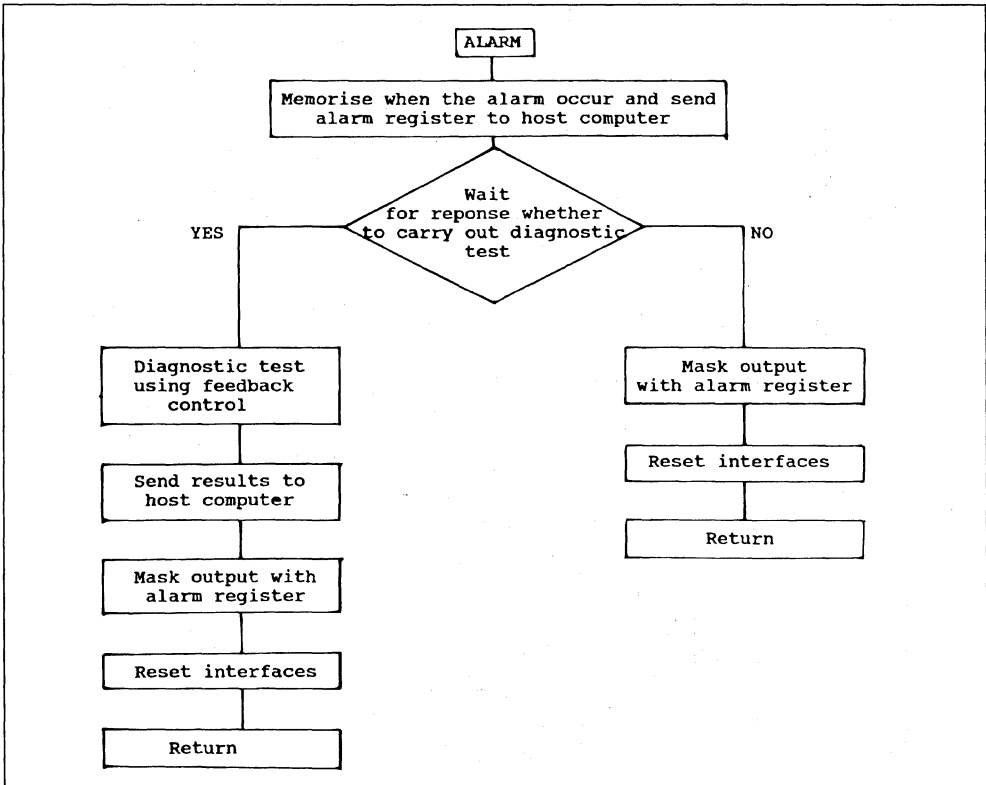 ALARM
Memorise when the alarm occur and send
alarm register to host computer
Wait
for reponse whether
to carry out diagnostic
test
YES
NO
Diagnostic test
using feedback
control
Send results to
host computer
Mask output with
alarm register
Reset interfaces
Return
Mask output
with alarm register
Reset interfaces
Return